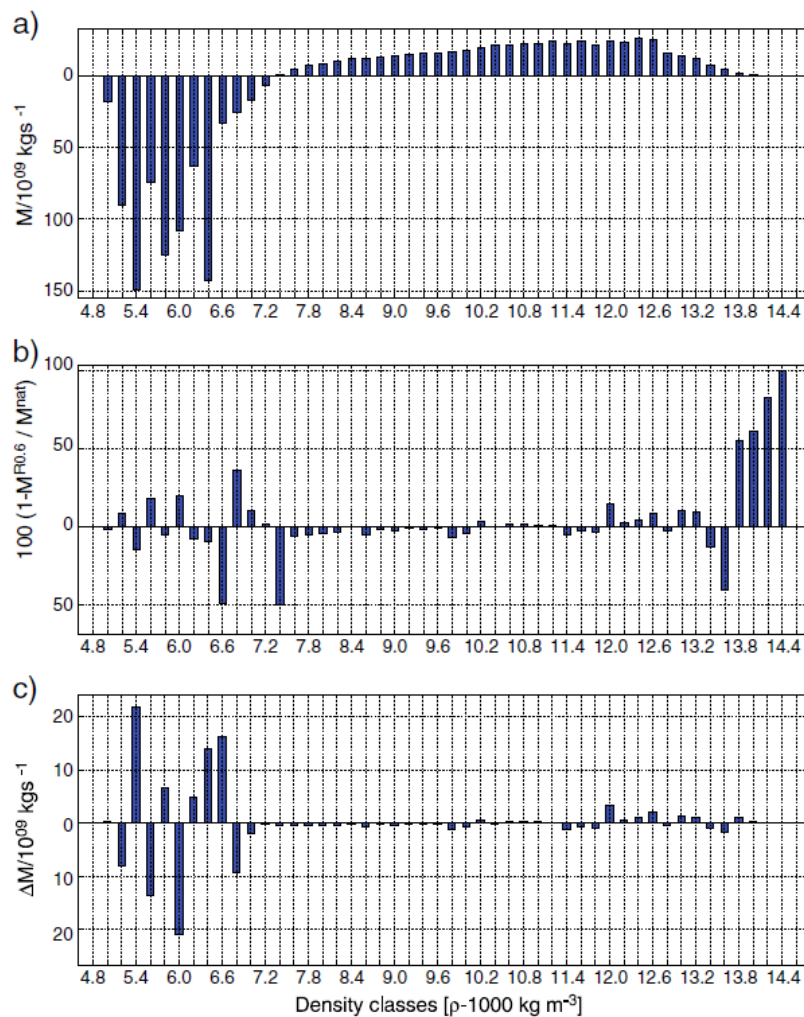 a)
0
50
100
150
M/10⁰⁹ kgs ⁻¹
4.8 5.4 6.0 6.6 7.2 7.8 8.4 9.0 9.6 10.2 10.8 11.4 12.0 12.6 13.2 13.8 14.4
b)
100
50
0
50
100 (1-Mᴿ⁰·⁶ / Mⁿᵃᵗ)
4.8 5.4 6.0 6.6 7.2 7.8 8.4 9.0 9.6 10.2 10.8 11.4 12.0 12.6 13.2 13.8 14.4
c)
20
10
0
10
20
ΔM/10⁰⁹ kgs ⁻¹
4.8 5.4 6.0 6.6 7.2 7.8 8.4 9.0 9.6 10.2 10.8 11.4 12.0 12.6 13.2 13.8 14.4
Density classes [ρ-1000 kg m⁻³]